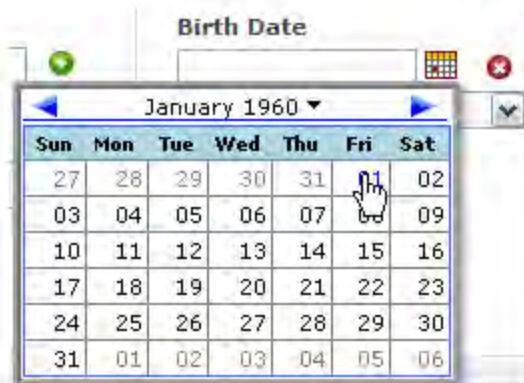 Birth Date
January 1960
Sun Mon Tue Wed Thu Fri Sat
27 28 29 30 31 01 02
03 04 05 06 07 09
10 11 12 13 14 15 16
17 18 19 20 21 22 23
24 25 26 27 28 29 30
31 01 02 03 04 05 06